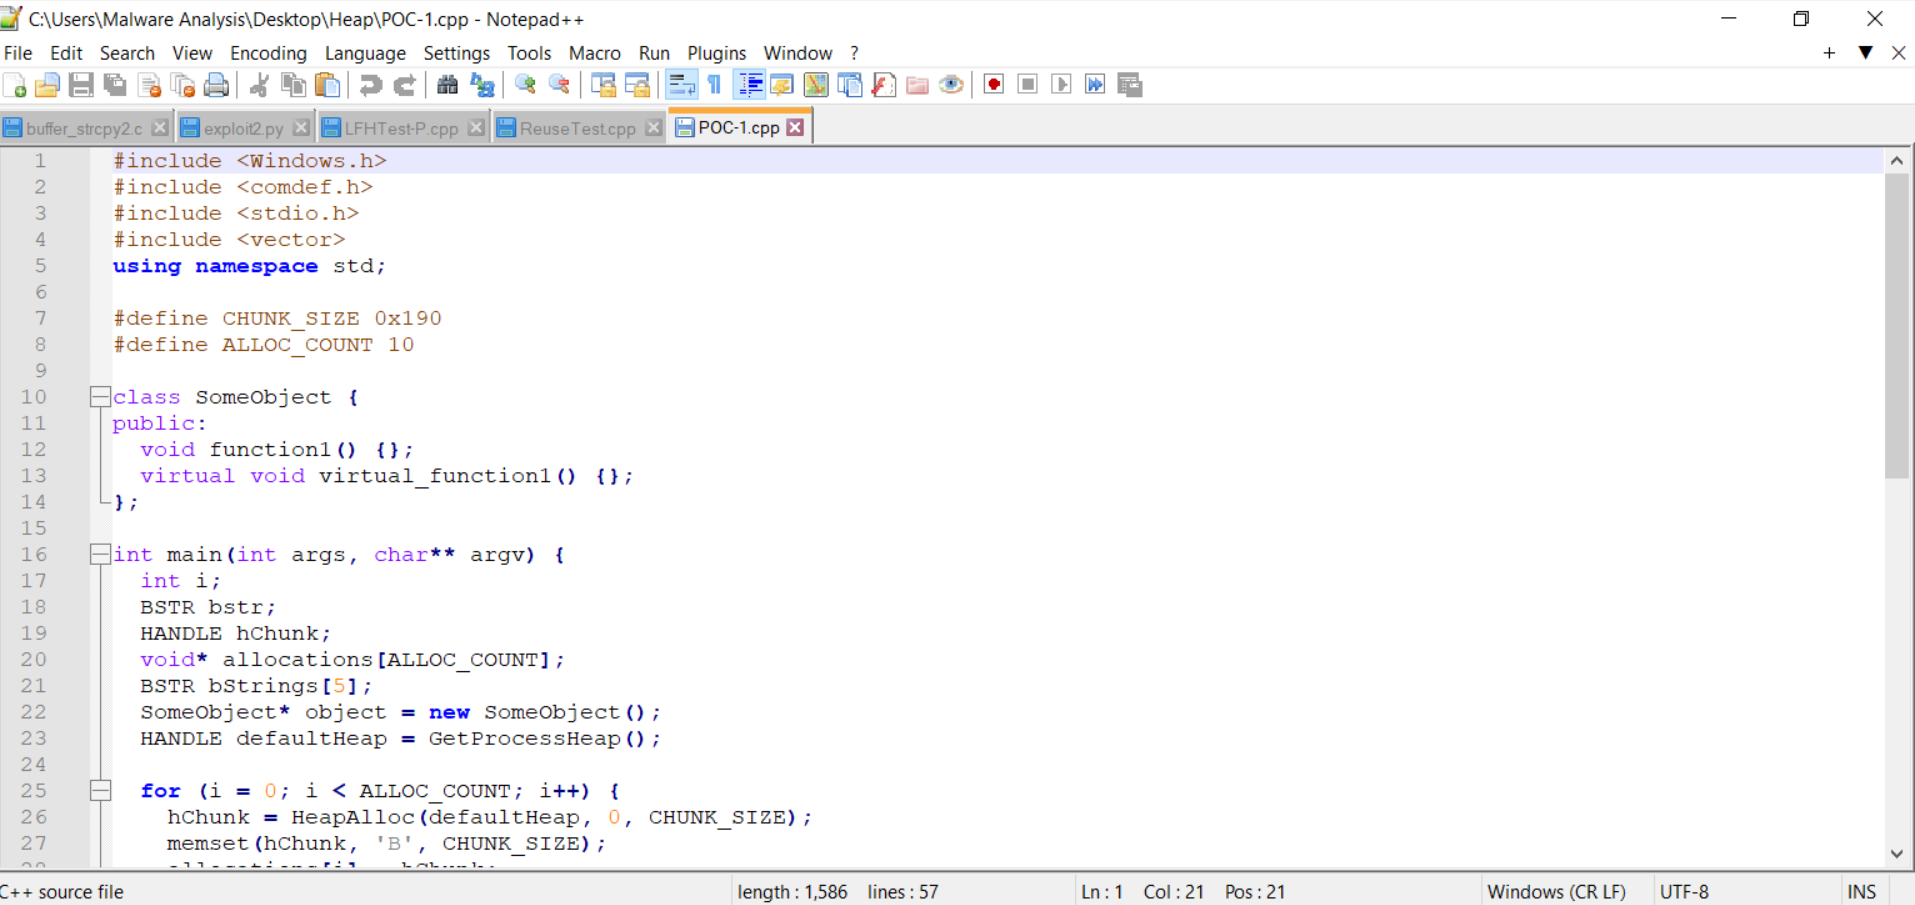 C:\Users\Malware Analysis\Desktop\Heap\POC-1.cpp - Notepad++
File Edit Search View Encoding Language Settings Tools Macro Run Plugins Window ?
buffer_strcpy2.c exploit2.py LFHTest-P.cpp ReuseTest.cpp POC-1.cpp
1 #include <Windows.h>
2 #include <comdef.h>
3 #include <stdio.h>
4 #include <vector>
5 using namespace std;
6
7 #define CHUNK_SIZE 0x190
8 #define ALLOC_COUNT 10
9
10 class SomeObject {
11 public:
12 void function1() {};
13 virtual void virtual_function1() {};
14 };
15
16 int main(int args, char** argv) {
17 int i;
18 BSTR bstr;
19 HANDLE hChunk;
20 void* allocations[ALLOC_COUNT];
21 BSTR bStrings[5];
22 SomeObject* object = new SomeObject();
23 HANDLE defaultHeap = GetProcessHeap();
24
25 for (i = 0; i < ALLOC_COUNT; i++) {
26 hChunk = HeapAlloc(defaultHeap, 0, CHUNK_SIZE);
27 memset(hChunk, 'B', CHUNK_SIZE);
C++ source file length : 1,586 lines : 57 Ln : 1 Col : 21 Pos : 21 Windows (CR LF) UTF-8 INS